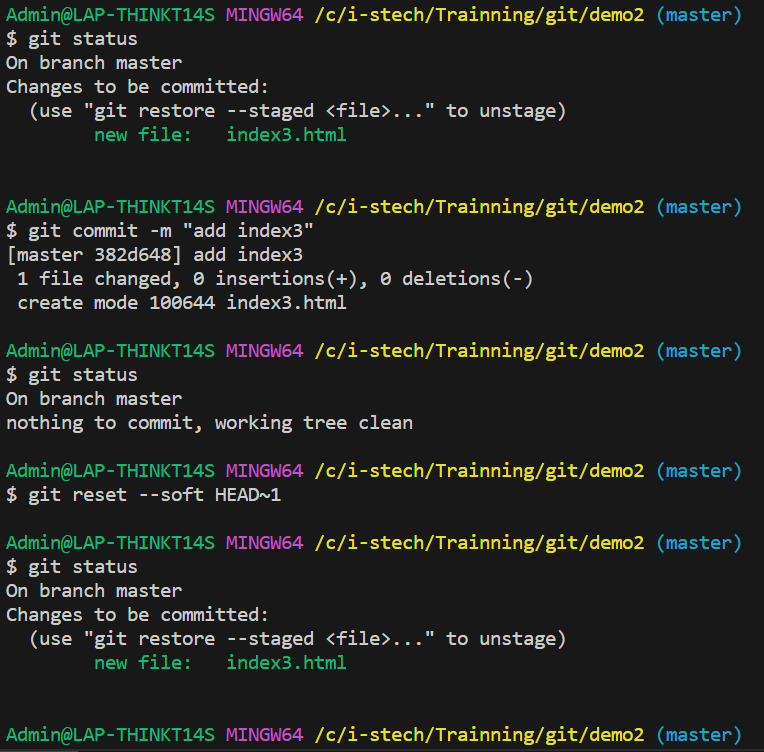 Admin@LAP-THINKT14S MINGW64 /c/i-stech/Trainning/git/demo2 (master)
$ git status
On branch master
Changes to be committed:
  (use "git restore --staged <file>..." to unstage)
        new file:   index3.html
Admin@LAP-THINKT14S MINGW64 /c/i-stech/Trainning/git/demo2 (master)
$ git commit -m "add index3"
[master 382d648] add index3
 1 file changed, 0 insertions(+), 0 deletions(-)
 create mode 100644 index3.html
Admin@LAP-THINKT14S MINGW64 /c/i-stech/Trainning/git/demo2 (master)
$ git status
On branch master
nothing to commit, working tree clean
Admin@LAP-THINKT14S MINGW64 /c/i-stech/Trainning/git/demo2 (master)
$ git reset --soft HEAD~1
Admin@LAP-THINKT14S MINGW64 /c/i-stech/Trainning/git/demo2 (master)
$ git status
On branch master
Changes to be committed:
  (use "git restore --staged <file>..." to unstage)
        new file:   index3.html
Admin@LAP-THINKT14S MINGW64 /c/i-stech/Trainning/git/demo2 (master)